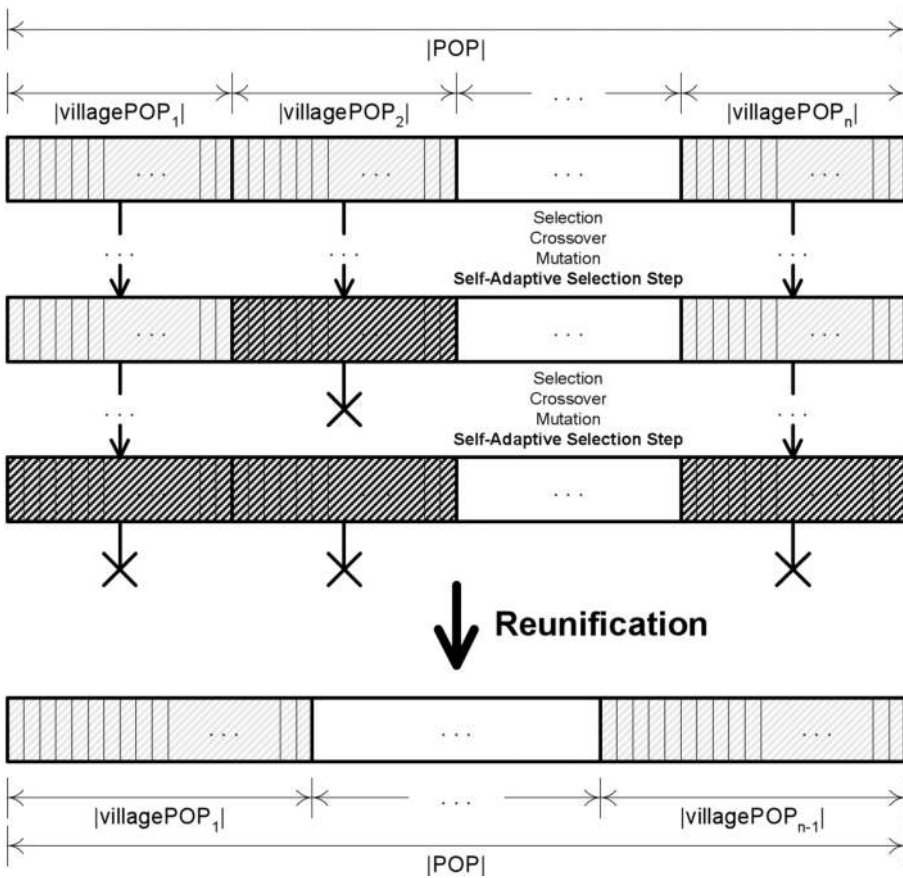 |POP|
|villagePOP₁| |villagePOP₂| . . . |villagePOPₙ|
. . . . . . . . . . . .
Selection
Crossover
. . . . . . Mutation . . .
Self-Adaptive Selection Step
. . . . . . . . .
Selection
Crossover
. . . Mutation . . .
Self-Adaptive Selection Step
. . . . . . . . . . . .
Reunification
. . . . . . . . .
|villagePOP₁| . . . |villagePOPₙ₋₁|
|POP|